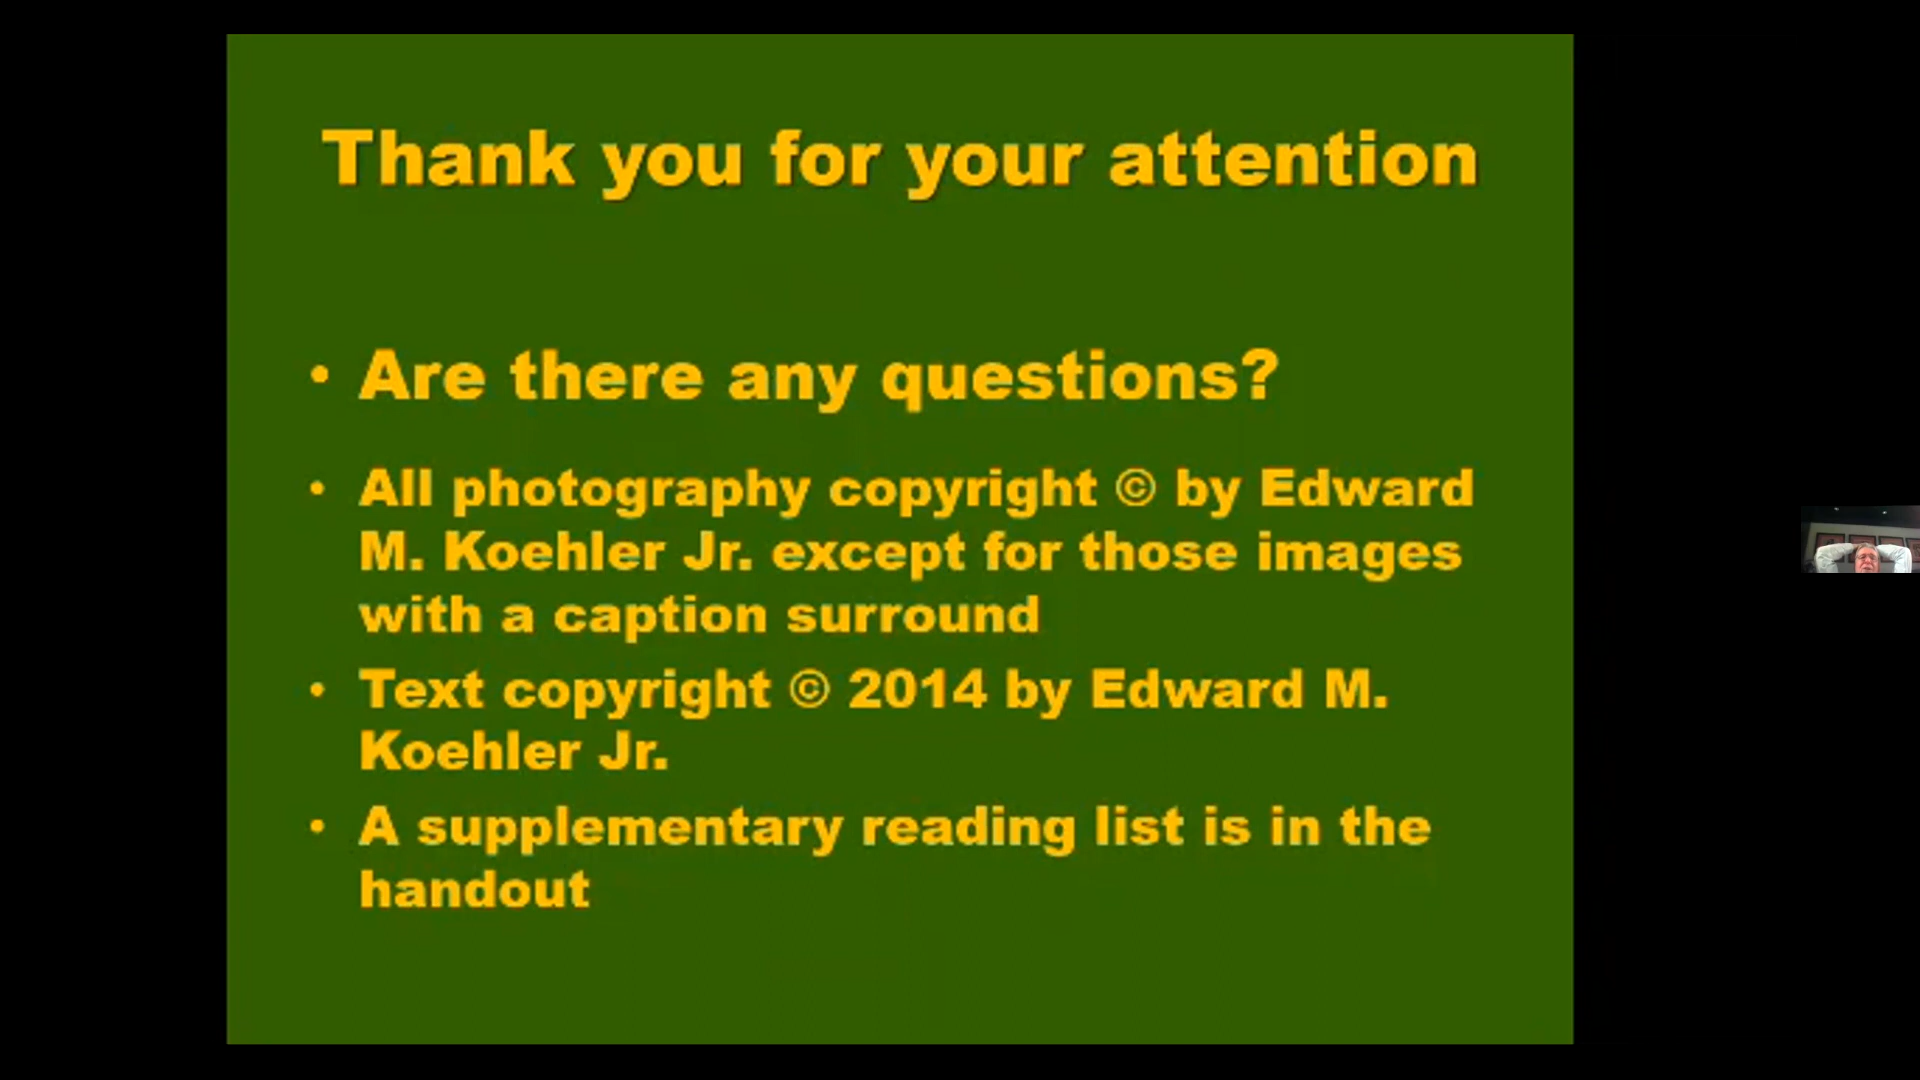 Thank you for your attention
• Are there any questions?
• All photography copyright © by Edward
M. Koehler Jr. except for those images
with a caption surround
• Text copyright © 2014 by Edward M.
Koehler Jr.
• A supplementary reading list is in the
handout